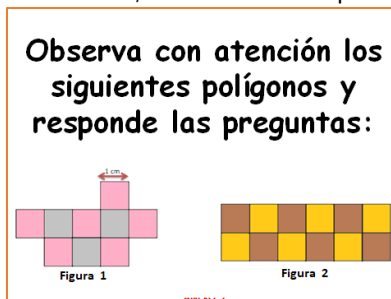 Observa con atención los
siguientes polígonos y
responde las preguntas:
1 cm
Figura 1
Figura 2